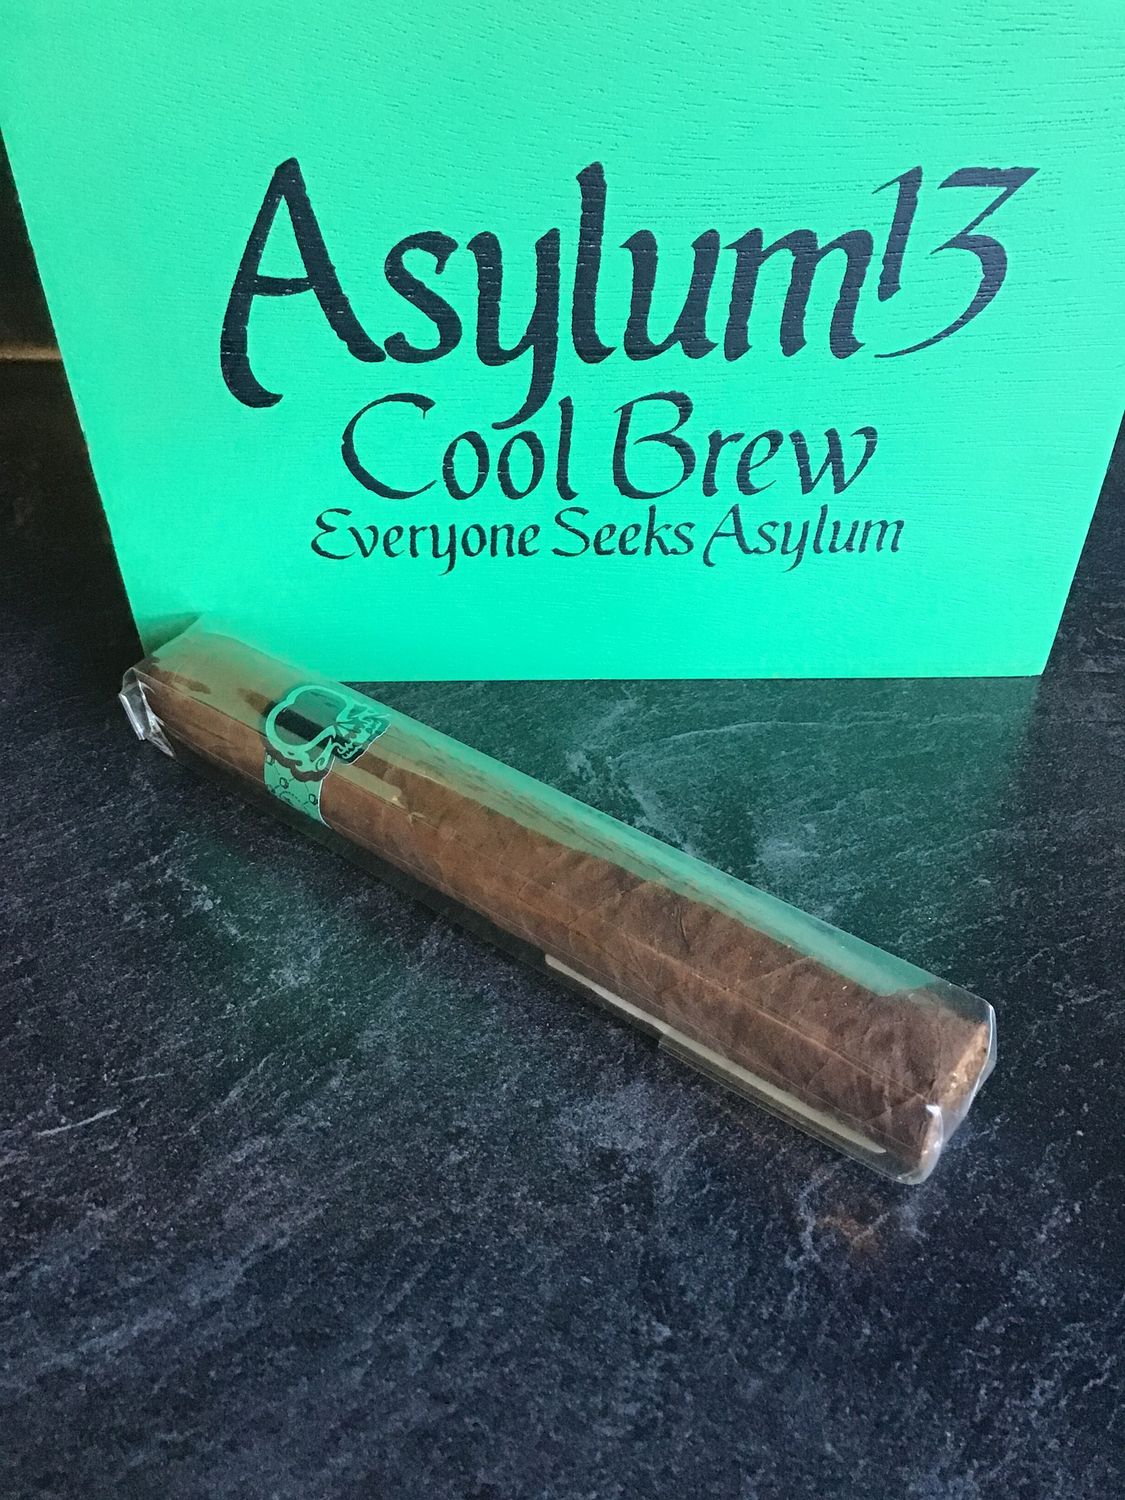 Asylum13
Cool Brew
Everyone Seeks Asylum